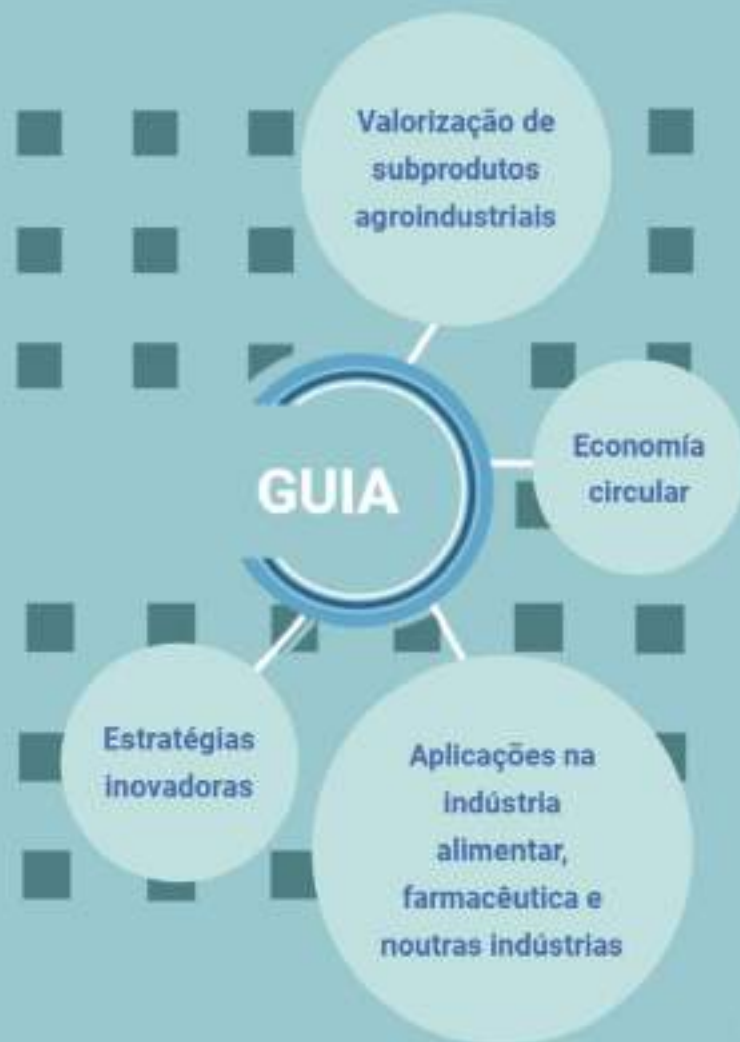 Valorização de
subprodutos
agroindustriais
Economía
circular
GUIA
Estratégias
inovadoras
Aplicações na
indústria
alimentar,
farmacêutica e
noutras indústrias